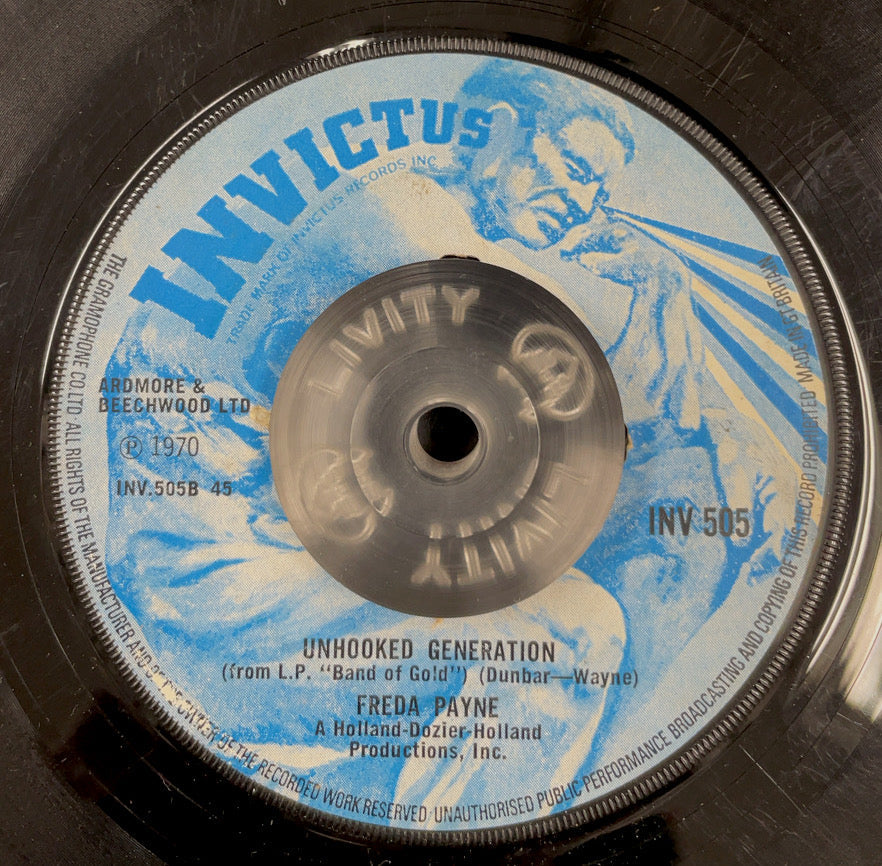 INVICTUS
TRADE MARK OF INVICTUS RECORDS INC
ARDMORE &
BEECHWOOD LTD
Ⓟ 1970
INV.505B 45
INV 505
LIVITY
LIVITY
LIVITY
UNHOOKED GENERATION
(from L.P. "Band of Gold") (Dunbar—Wayne)
FREDA PAYNE
A Holland-Dozier-Holland
Productions, Inc.
THE GRAMOPHONE CO. LTD · ALL RIGHTS OF THE MANUFACTURER AND OF THE OWNER OF THE RECORDED WORK RESERVED · UNAUTHORISED PUBLIC PERFORMANCE BROADCASTING AND COPYING OF THIS RECORD PROHIBITED MADE IN GT BRITAIN